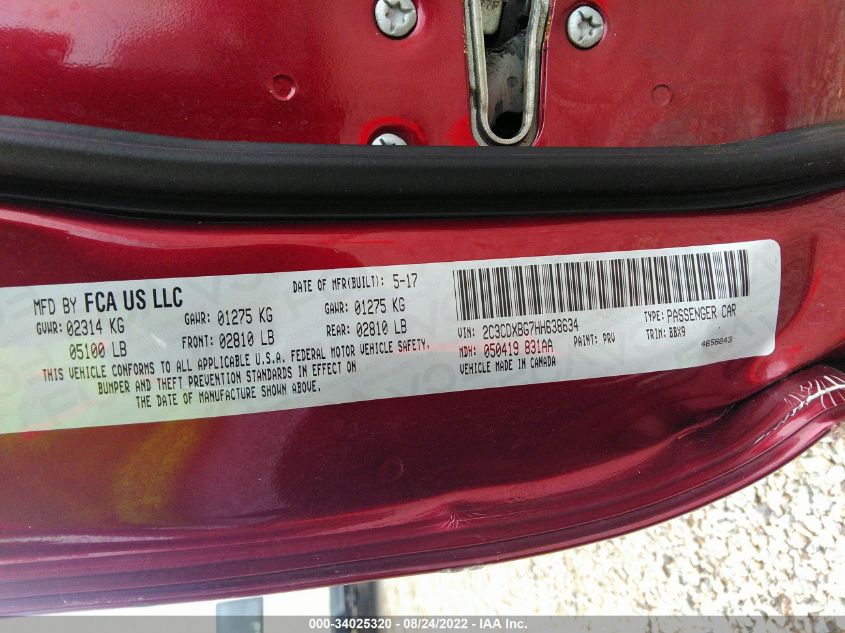 MFD BY FCA US LLC
DATE OF MFR(BUILT): 5-17
GVWR: 02314 KG
GAWR: 01275 KG
GAWR: 01275 KG
05100 LB
FRONT: 02810 LB
REAR: 02810 LB
THIS VEHICLE CONFORMS TO ALL APPLICABLE U.S.A. FEDERAL MOTOR VEHICLE SAFETY,
BUMPER AND THEFT PREVENTION STANDARDS IN EFFECT ON
THE DATE OF MANUFACTURE SHOWN ABOVE.
VIN: 2C3CDXBG7HH638634
TYPE: PASSENGER CAR
MDH: 050419 831AA
PAINT: PRV
TRIM: BBX9
VEHICLE MADE IN CANADA
4658043
000-34025320 - 08/24/2022 - IAA Inc.